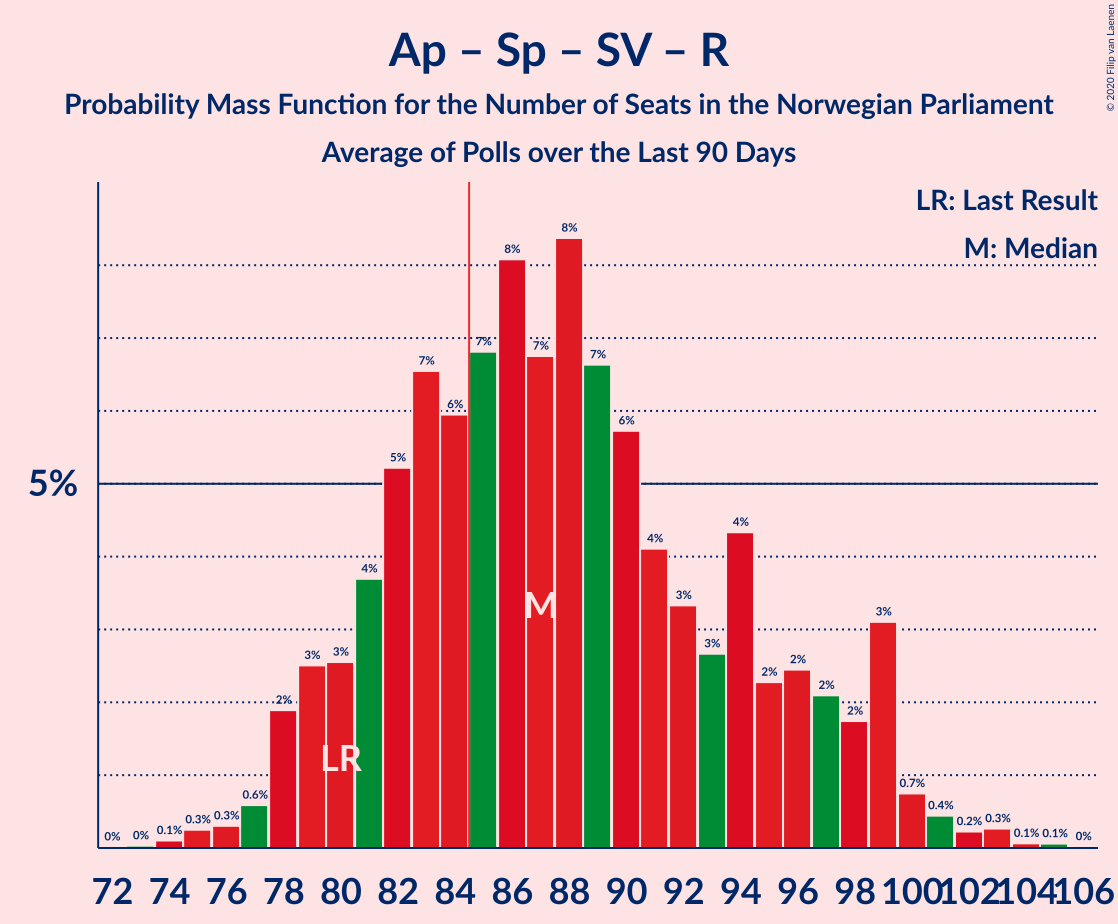 Ap – Sp – SV – R
Probability Mass Function for the Number of Seats in the Norwegian Parliament
Average of Polls over the Last 90 Days
© 2020 Filip van Laenen
LR: Last Result
M: Median
5%
0% 0% 0.1% 0.3% 0.3% 0.6% 2% 3% 3% 4% 5% 7% 6% 7% 8% 7% 8% 7% 6% 4% 3% 3% 4% 2% 2% 2% 2% 3% 0.7% 0.4% 0.2% 0.3% 0.1% 0.1% 0%
M
LR
72 74 76 78 80 82 84 86 88 90 92 94 96 98 100 102 104 106